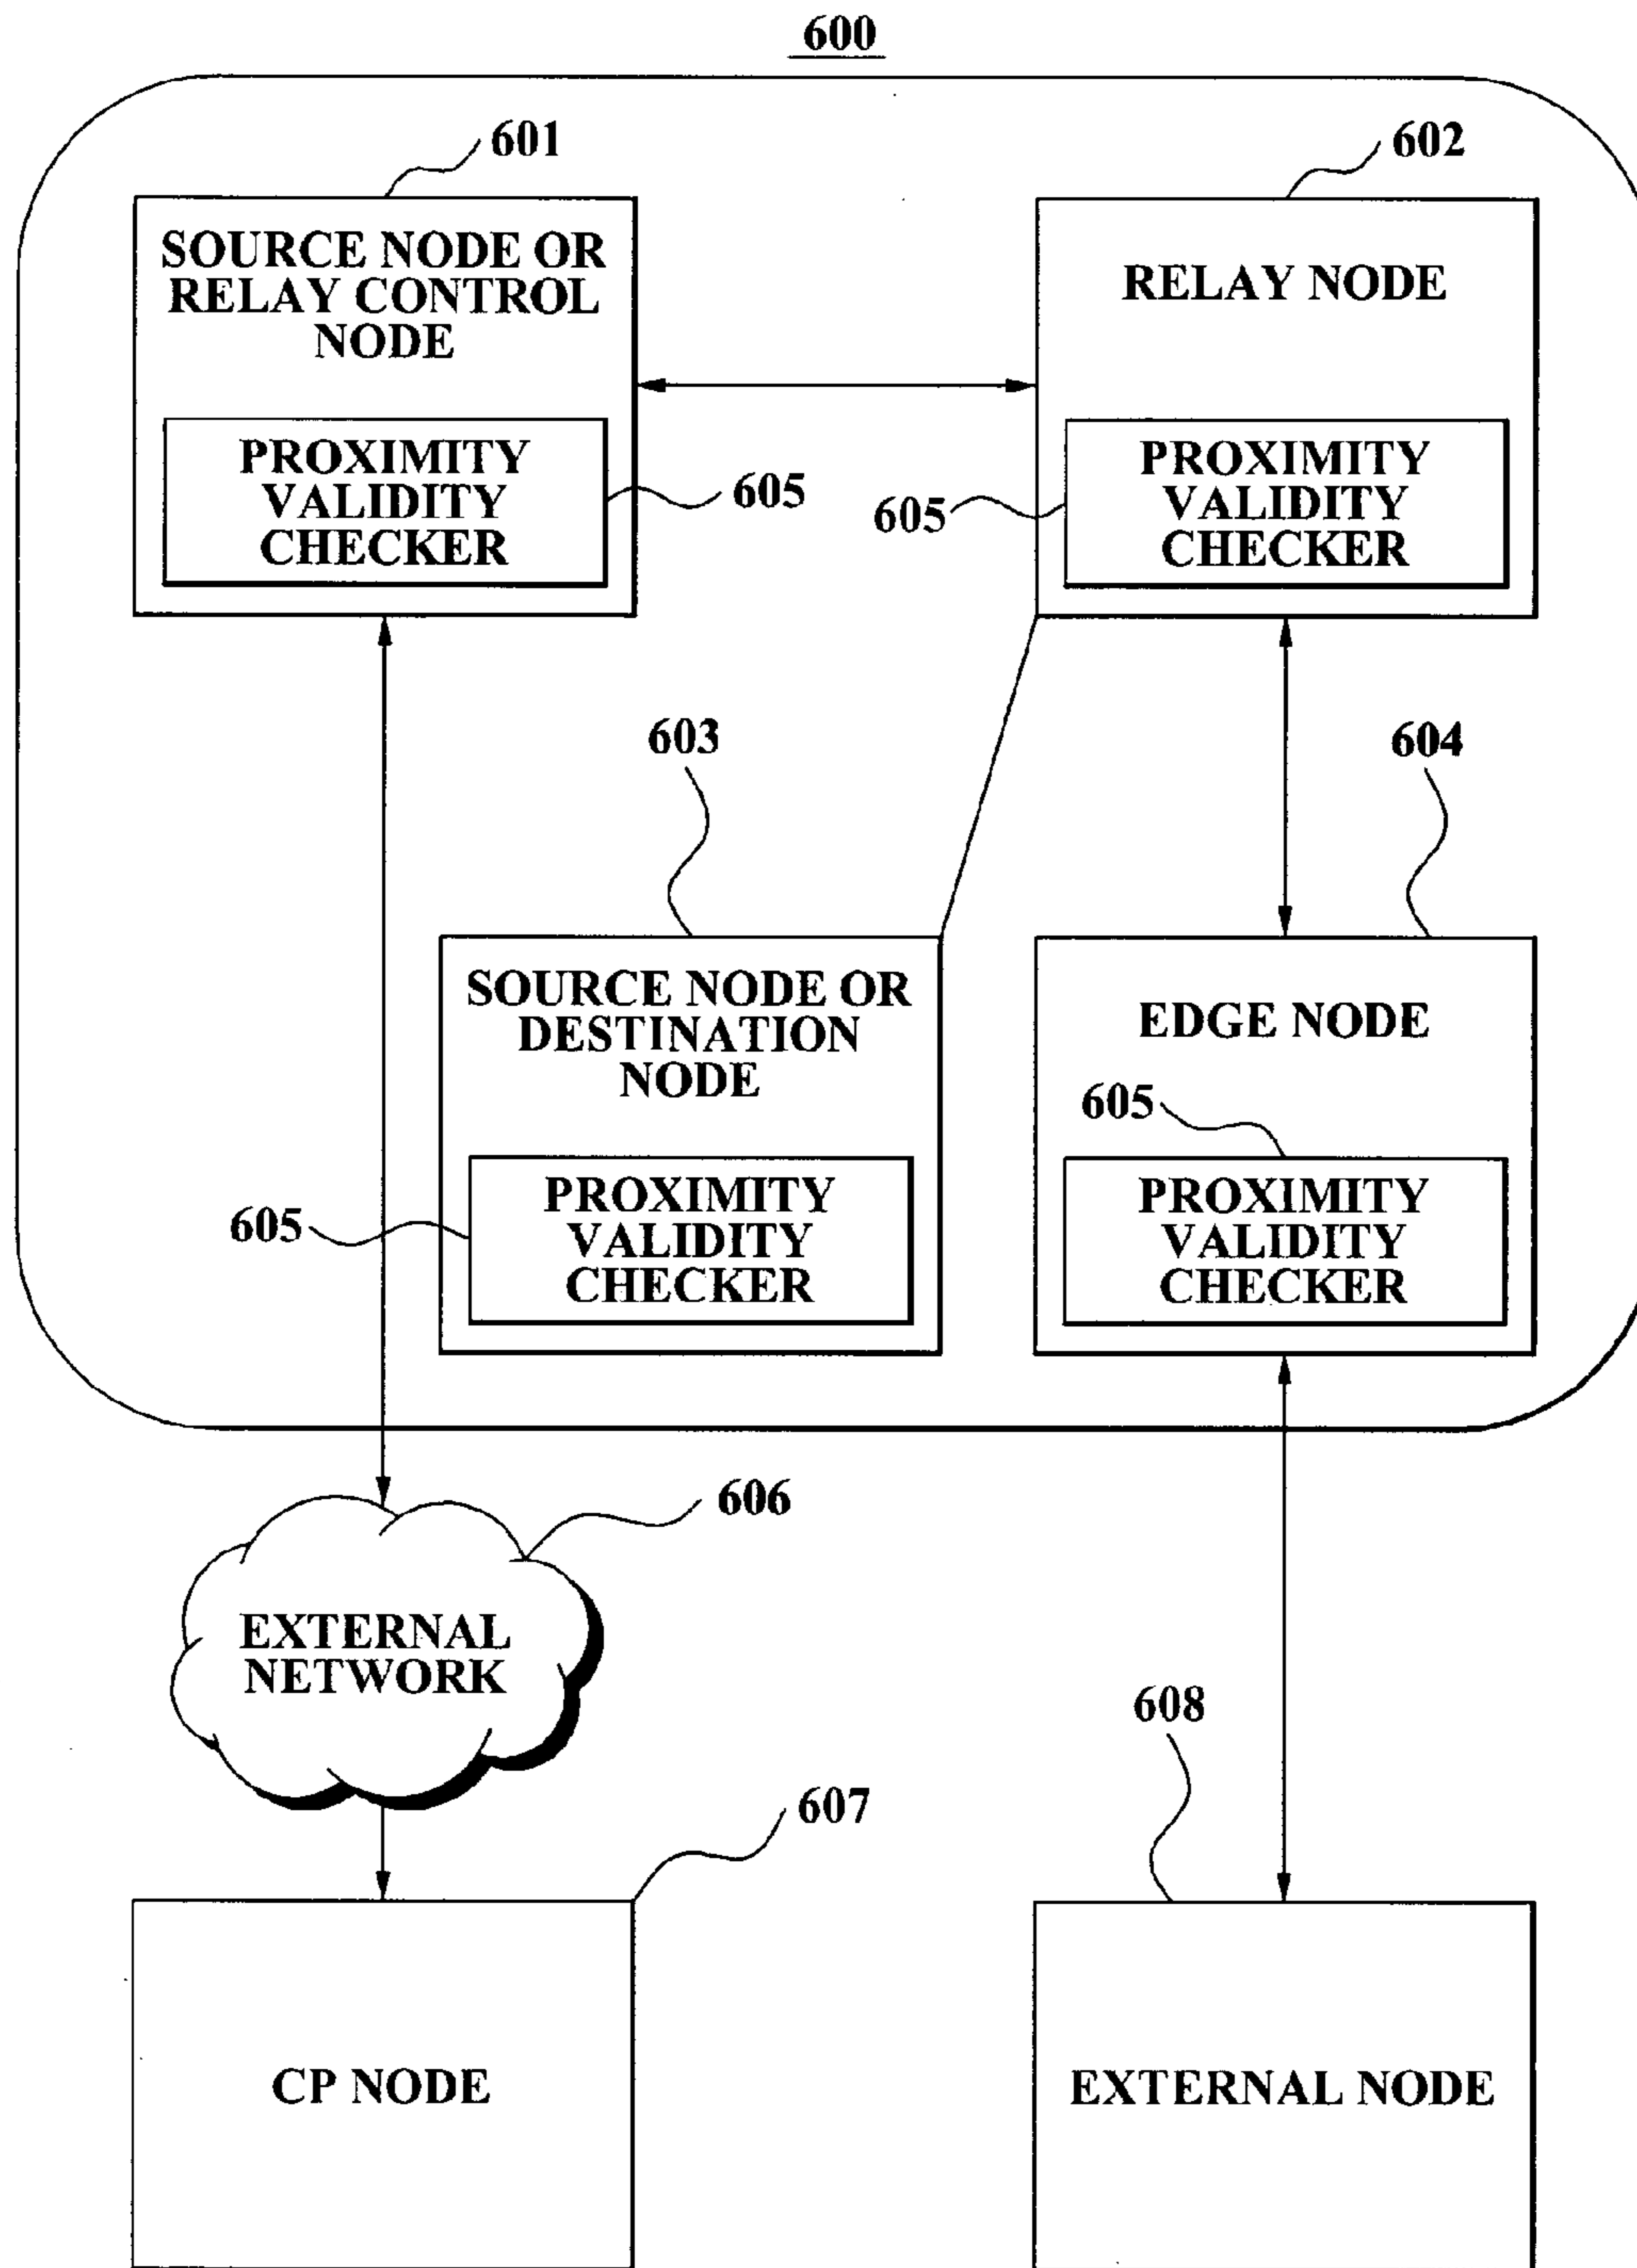 600
601
602
SOURCE NODE OR
RELAY CONTROL
NODE
RELAY NODE
PROXIMITY
VALIDITY
CHECKER
605
605
PROXIMITY
VALIDITY
CHECKER
603
604
SOURCE NODE OR
DESTINATION
NODE
EDGE NODE
605
PROXIMITY
VALIDITY
CHECKER
605
PROXIMITY
VALIDITY
CHECKER
606
EXTERNAL
NETWORK
607
608
CP NODE
EXTERNAL NODE